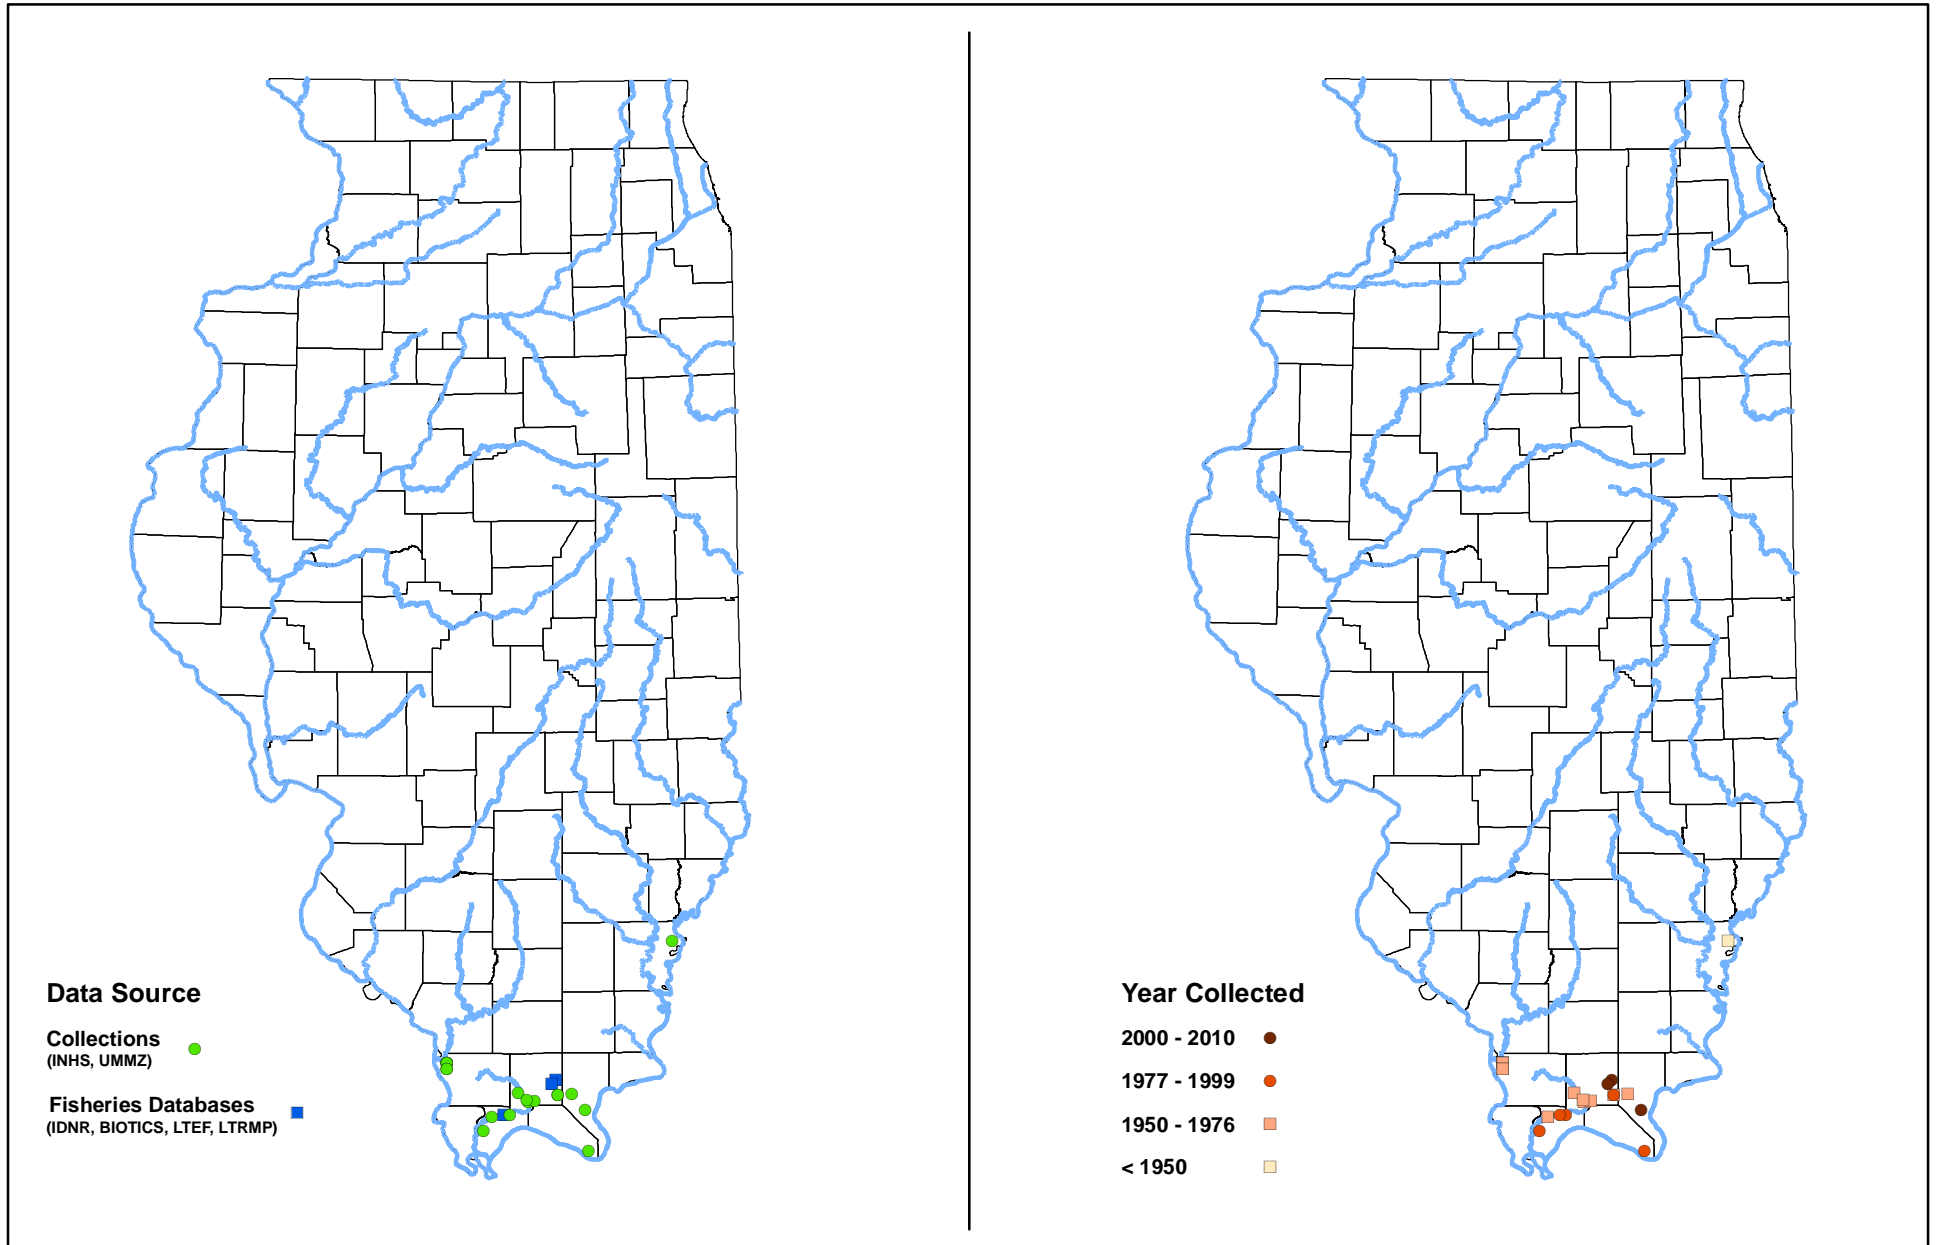 Data Source
Collections
(INHS, UMMZ)
Fisheries Databases
(IDNR, BIOTICS, LTEF, LTRMP)
Year Collected
2000 - 2010
1977 - 1999
1950 - 1976
< 1950